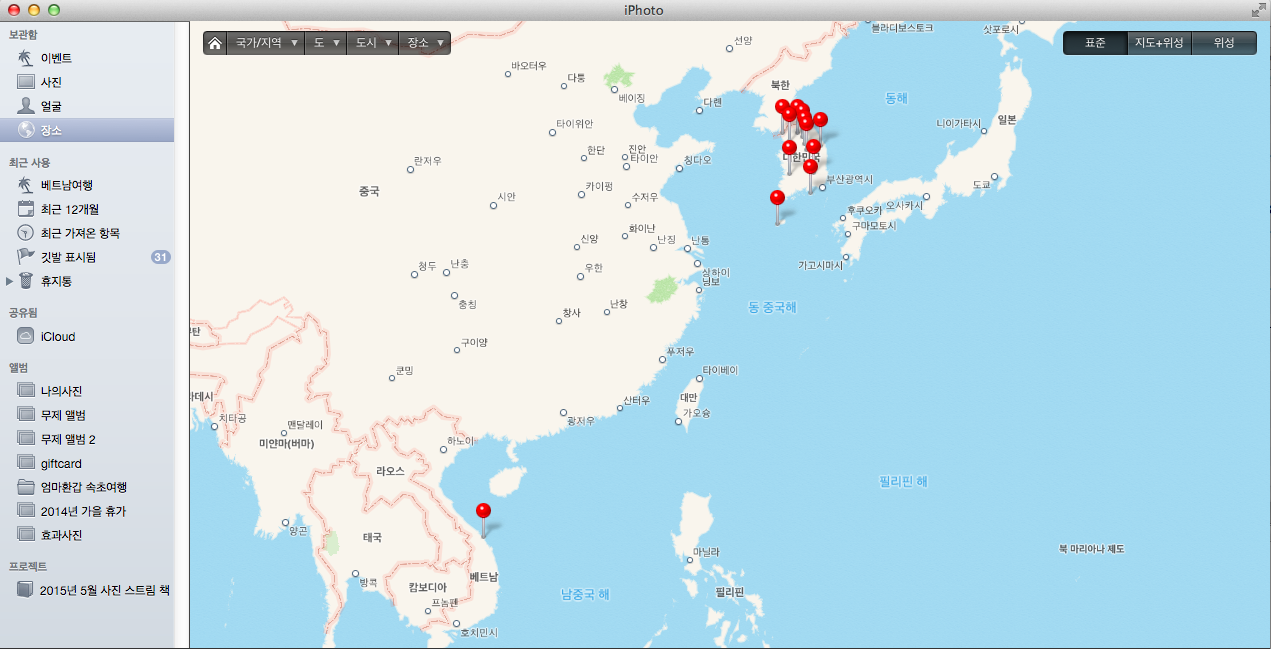 iPhoto
보관함
이벤트
사진
얼굴
장소
최근 사용
베트남여행
최근 12개월
최근 가져온 항목
깃발 표시됨 31
휴지통
공유됨
iCloud
앨범
나의사진
무제 앨범
무제 앨범 2
giftcard
엄마환갑 속초여행
2014년 가을 휴가
효과사진
프로젝트
2015년 5월 사진 스트림 책
국가/지역 ▼ 도 ▼ 도시 ▼ 장소 ▼
표준 지도+위성 위성
블라디보스토크
삿포로시
선양
바오터우
다퉁
베이징
북한
다롄
동해
니이가타시
일본
타이위안
한단
진안
타이안
칭다오
란저우
대한민국
부산광역시
도쿄
중국
시안
카이펑
수저우
후쿠오카
오시카시
구마모토시
신양
화이난
난징
난퉁
가고시마시
청두
난충
우한
상하이
닝보
충칭
창사
난창
동 중국해
구이양
푸저우
쿤밍
타이베이
산터우
대만
가오슝
광저우
치타공
맨달레이
미얀마(버마)
하노이
라오스
필리핀 해
양곤
태국
마닐라
북 마리아나 제도
방콕
캄보디아
베트남
프놈펜
호치민시
남중국 해
필리핀